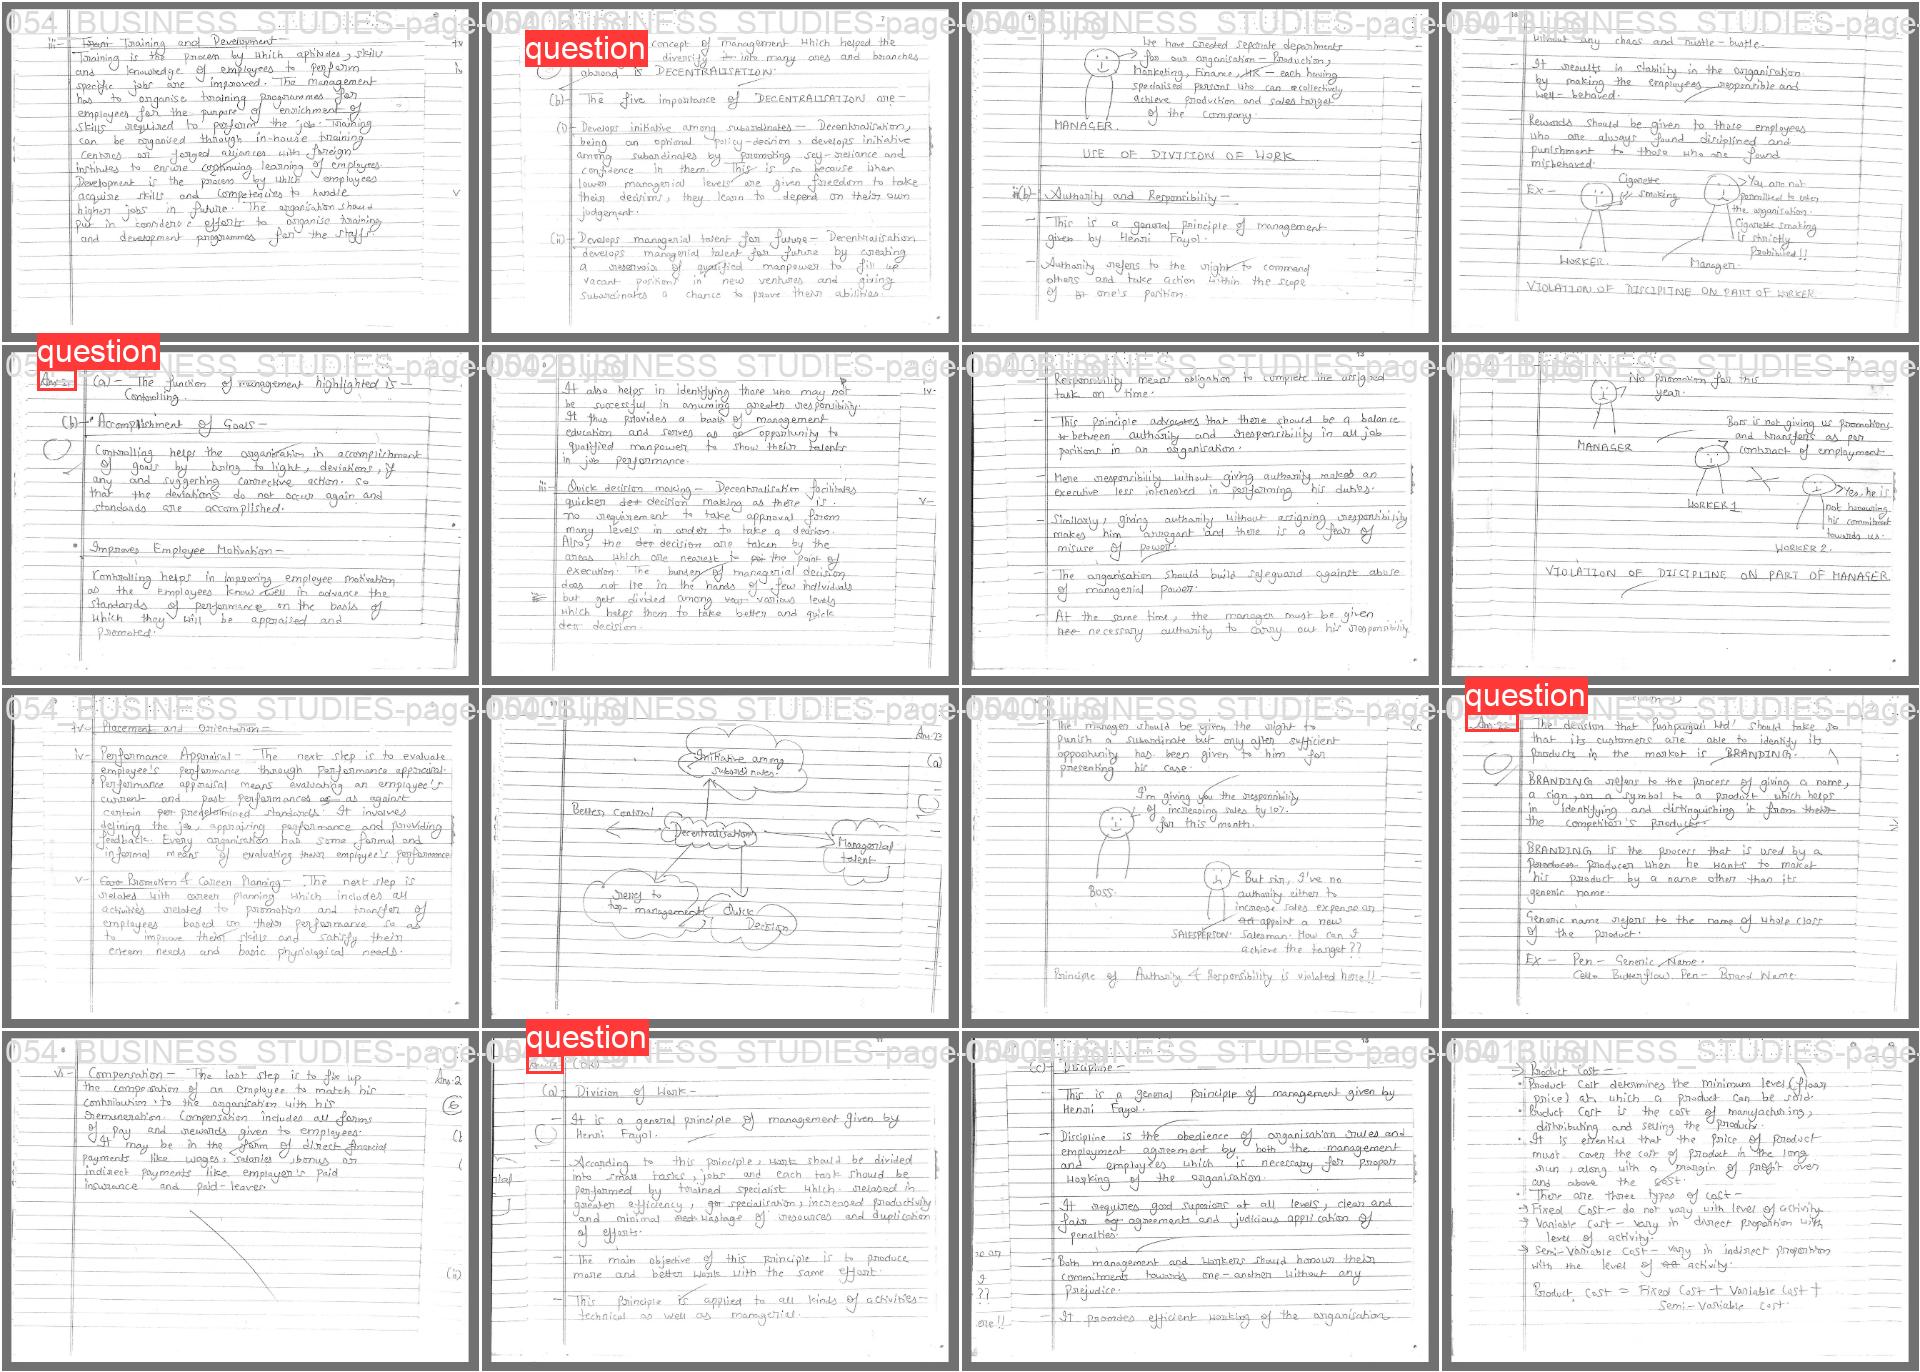 054_BUSINESS_STUDIES-page-
iii- Training and Development-
Training is the process by which aptitudes, skills
and knowledge of employees to perform
specific jobs are improved. The management
has to organise training programmes for
employees for the purpose of enrichment of
skills required to perform the job. Training
can be organised through in-house training
centres or forged alliances with foreign
institutes to ensure continuing learning of employees.
Development is the process by which employees
acquire skills and competencies to handle
higher jobs in future. The organisation should
put in considerate efforts to organise training
and development programmes for the staffs.
question
concept of management which helped the
diversify into many areas and branches
abroad is DECENTRALISATION.
(b)- The five importance of DECENTRALISATION are-
(i)- Develops initiative among subordinates- Decentralisation,
being an optional policy-decision, develops initiative
among subordinates by promoting self-reliance and
confidence in them. This is so because when
lower managerial levels are given freedom to take
their decisions, they learn to depend on their own
judgement.
(ii)- Develops managerial talent for future- Decentralisation
develops managerial talent for future by creating
a reservoir of qualified manpower to fill up
vacant positions in new ventures and giving
subordinates a chance to prove their abilities.
We have created separate departments
for our organisation- Production,
Marketing, Finance, HR- each having
specialised persons who can collectively
achieve production and sales target
of the Company.
MANAGER.
USE OF DIVISION OF WORK
(b)- Authority and Responsibility-
- This is a general principle of management
given by Henri Fayol.
- Authority refers to the right to command
others and take action within the scope
of one's position.
without any chaos and hustle-bustle.
- It results in stability in the organisation
by making the employees responsible and
well-behaved.
- Rewards should be given to those employees
who are always found disciplined and
punishment to those who are found
misbehaved.
- Ex-
Cigarette
smoking
You are not
permitted to enter
the organisation.
Cigarette smoking
is strictly
Prohibited!!
WORKER.
Manager.
VIOLATION OF DISCIPLINE ON PART OF WORKER.
question
(a)- The function of management highlighted is-
Controlling.
(b)- • Accomplishment of Goals-
Controlling helps the organisation in accomplishment
of goals by bring to light, deviations, if
any and suggesting corrective action. so
that the deviations do not occur again and
standards are accomplished.
• Improves Employee Motivation-
Controlling helps in improving employee motivation
as the employees know well in advance the
standards of performance on the basis of
which they will be appraised and
promoted.
It also helps in identifying those who may not
be successful in assuming greater responsibility.
It thus provides a basis of management
education and serves as an opportunity to
qualified manpower to show their talents
in job performance.
iii- Quick decision making- Decentralisation facilitates
quicker decision making as there is
no requirement to take approval from
many levels in order to take a decision.
Also, the decision are taken by the
areas which are nearest to the point of
execution. The burden of managerial decision
does not lie in the hands of few individuals
but gets divided among various levels
which helps them to take better and quick
decision.
- Responsibility means obligation to complete the assigned
task on time.
- This principle advocates that there should be a balance
between authority and responsibility in all job
positions in an organisation.
- Mere responsibility without giving authority makes an
executive less interested in performing his duties.
- Similarly, giving authority without assigning responsibility
makes him arrogant and there is a fear of
misuse of power.
- The organisation should build safeguard against abuse
of managerial power.
- At the same time, the manager must be given
necessary authority to carry out his responsibility.
No promotion for this
year.
MANAGER
Boss is not giving us promotions
and transfers as per
contract of employment
WORKER 1
Yes, he is
not honouring
his commitment
towards us.
WORKER 2.
VIOLATION OF DISCIPLINE ON PART OF MANAGER.
iv- Placement and Orientation-
iv- Performance Appraisal- The next step is to evaluate
employee's performance through performance appraisal.
Performance appraisal means evaluating an employee's
current and past performances as against
certain predetermined standards. It involves
defining the job, appraising performance and providing
feedback. Every organisation has some formal and
informal means of evaluating their employee's performance
v- Promotion & Career Planning- The next step is
related with career planning which includes all
activities related to promotion and transfer of
employees based on their performance so as
to improve their skills and satisfy their
esteem needs and basic physiological needs.
Initiative among
subordinates.
Better control
Decentralisation
Managerial
talent
relief to
top-management
Quick
Decision
The manager should be given the right to
punish a subordinate but only after sufficient
opportunity has been given to him for
presenting his case.
I'm giving you the responsibility
of increasing sales by 10%
for this month.
BOSS.
But sir, I've no
authority either to
increase sales expense or
appoint a new
SALESPERSON. salesman. How can I
achieve the target??
Principle of Authority & Responsibility is violated here!!
question
The decision that Pushpanjali Ltd' should take so
that its customers are able to identify its
products in the market is BRANDING.
BRANDING refers to the process of giving a name,
a sign, or a symbol to a product which helps
in identifying and distinguishing it from
the competitor's product.
BRANDING is the process that is used by a
producer when he wants to market
his product by a name other than its
generic name.
Generic name refers to the name of whole class
of the product.
Ex- Pen- Generic Name.
Cello Butterflow Pen- Brand Name.
vi- Compensation- The last step is to fix up
the compensation of an employee to match his
contribution to the organisation with his
remuneration. Compensation includes all forms
of pay and rewards given to employees.
It may be in the form of direct financial
payments like wages, salaries, bonus or
indirect payments like employer's paid
insurance and paid-leaves.
question
(OR)
(a)- Division of Work-
- It is a general principle of management given by
Henri Fayol.
- According to this principle, work should be divided
into small tasks, jobs and each task should be
performed by trained specialist which released in
greater efficiency, specialisation, increased productivity
and minimal wastage of resources and duplication
of efforts.
- The main objective of this principle is to produce
more and better work with the same effort.
- This principle is applied to all kinds of activities-
technical as well as managerial.
(c)- Discipline-
- This is a general principle of management given by
Henri Fayol.
- Discipline is the obedience of organisation rules and
employment agreement by both the management
and employees which is necessary for proper
working of the organisation.
- It requires good superiors at all levels, clear and
fair agreements and judicious application of
penalties.
- Both management and workers should honour their
commitments towards one-another without any
prejudice.
- It promotes efficient working of the organisation
→ Product Cost-
• Product Cost determines the minimum level (floor
price) at which a product can be sold.
• Product Cost is the cost of manufacturing,
distributing and selling the product.
• It is essential that the price of product
must cover the cost of product in the long
run, along with a margin of profit over
and above the cost.
• There are three types of cost-
→ Fixed Cost- do not vary with level of activity.
→ Variable Cost- vary in direct proportion with
level of activity.
→ Semi-Variable Cost- vary in indirect proportion
with the level of activity.
Product Cost = Fixed Cost + Variable Cost +
Semi-Variable Cost.